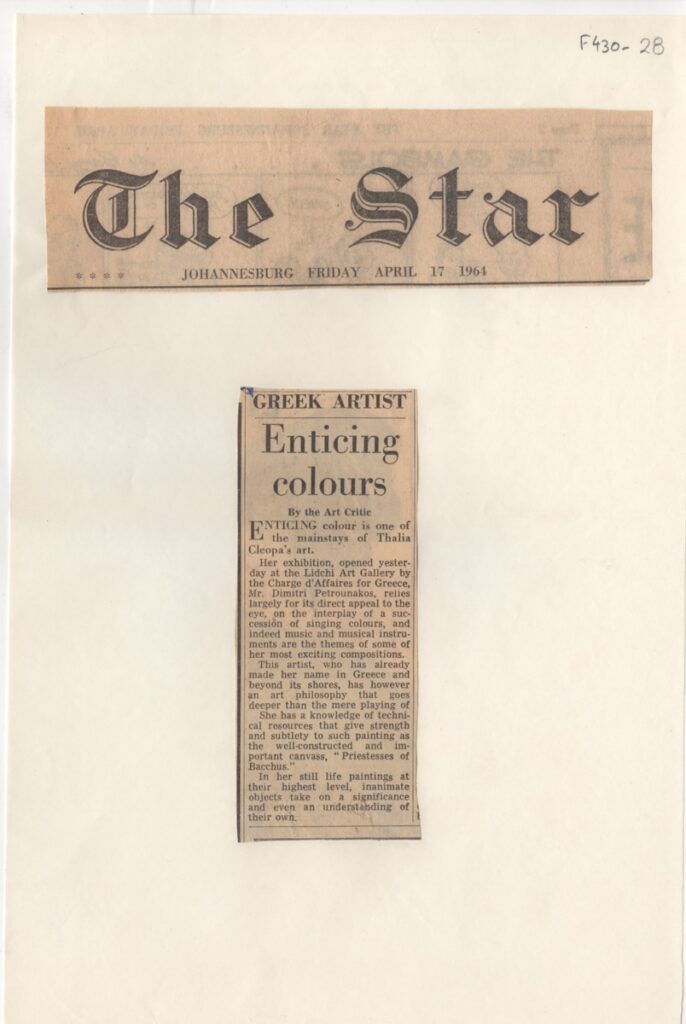 F430-28
The Star
**** JOHANNESBURG FRIDAY APRIL 17 1964
GREEK ARTIST
Enticing
colours
By the Art Critic
ENTICING colour is one of
the mainstays of Thalia
Cleopa's art.
Her exhibition, opened yester-
day at the Lidchi Art Gallery by
the Charge d'Affaires for Greece,
Mr. Dimitri Petrounakos, relies
largely for its direct appeal to the
eye, on the interplay of a suc-
cession of singing colours, and
indeed music and musical instru-
ments are the themes of some of
her most exciting compositions.
This artist, who has already
made her name in Greece and
beyond its shores, has however
an art philosophy that goes
deeper than the mere playing of
She has a knowledge of techni-
cal resources that give strength
and subtlety to such painting as
the well-constructed and im-
portant canvass, "Priestesses of
Bacchus."
In her still life paintings at
their highest level, inanimate
objects take on a significance
and even an understanding of
their own.